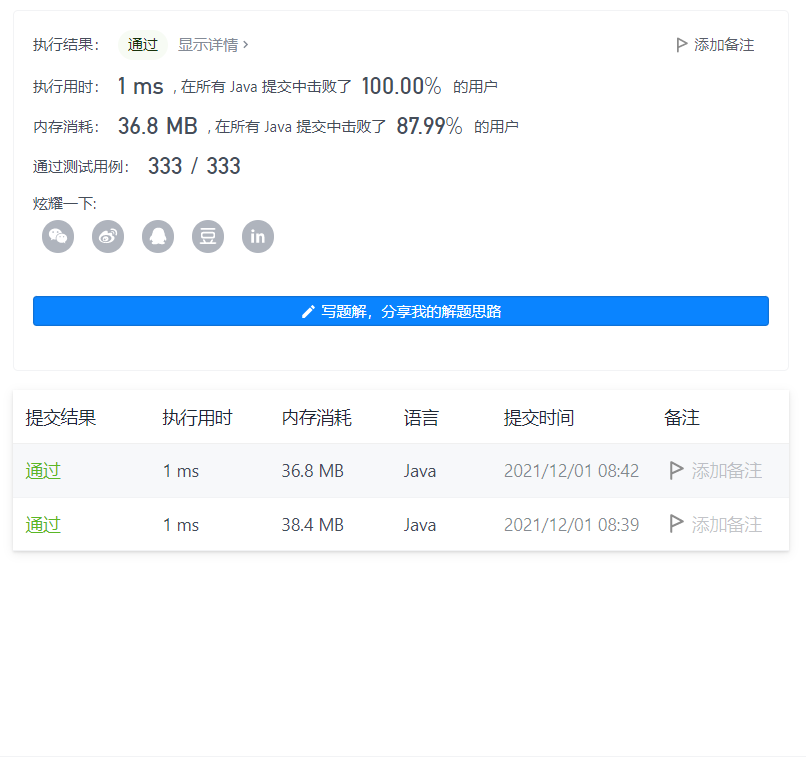 执行结果： 通过 显示详情 › 添加备注
执行用时： 1 ms , 在所有 Java 提交中击败了 100.00% 的用户
内存消耗： 36.8 MB , 在所有 Java 提交中击败了 87.99% 的用户
通过测试用例： 333 / 333
炫耀一下:
豆 in
写题解，分享我的解题思路
提交结果 执行用时 内存消耗 语言 提交时间 备注
通过 1 ms 36.8 MB Java 2021/12/01 08:42 添加备注
通过 1 ms 38.4 MB Java 2021/12/01 08:39 添加备注